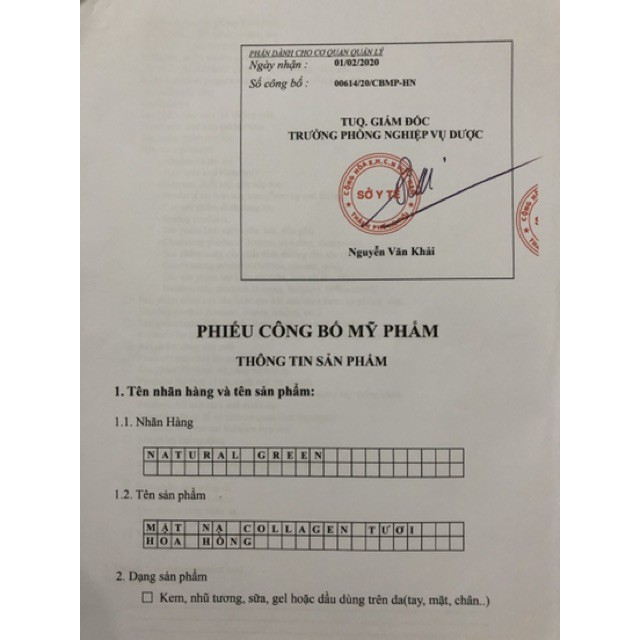 PHẦN DÀNH CHO CƠ QUAN QUẢN LÝ
Ngày nhận : 01/02/2020
Số công bố : 00614/20/CBMP-HN
TUQ. GIÁM ĐỐC
TRƯỞNG PHÒNG NGHIỆP VỤ DƯỢC
SỞ Y TẾ
Nguyễn Văn Khải
PHIẾU CÔNG BỐ MỸ PHẨM
THÔNG TIN SẢN PHẨM
1. Tên nhãn hàng và tên sản phẩm:
1.1. Nhãn Hàng
NATURAL GREEN
1.2. Tên sản phẩm
MẶT NẠ COLLAGEN TƯƠI
HOA HỒNG
2. Dạng sản phẩm
Kem, nhũ tương, sữa, gel hoặc dầu dùng trên da(tay, mặt, chân..)